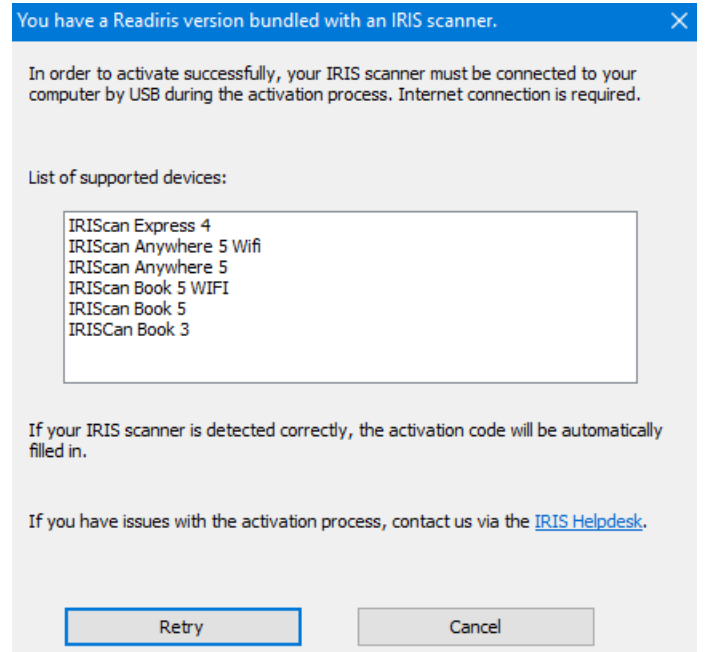 You have a Readiris version bundled with an IRIS scanner.
In order to activate successfully, your IRIS scanner must be connected to your
computer by USB during the activation process. Internet connection is required.
List of supported devices:
IRIScan Express 4
IRIScan Anywhere 5 Wifi
IRIScan Anywhere 5
IRIScan Book 5 WIFI
IRIScan Book 5
IRISCan Book 3
If your IRIS scanner is detected correctly, the activation code will be automatically
filled in.
If you have issues with the activation process, contact us via the IRIS Helpdesk.
Retry
Cancel